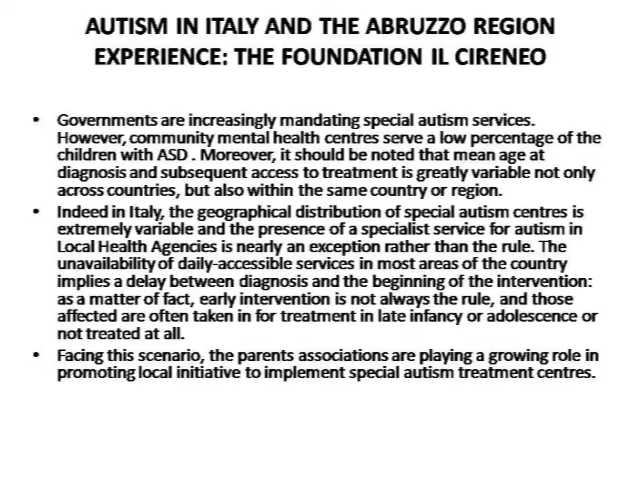 AUTISM IN ITALY AND THE ABRUZZO REGION
EXPERIENCE: THE FOUNDATION IL CIRENEO
• Governments are increasingly mandating special autism services.
However, community mental health centres serve a low percentage of the
children with ASD . Moreover, it should be noted that mean age at
diagnosis and subsequent access to treatment is greatly variable not only
across countries, but also within the same country or region.
• Indeed in Italy, the geographical distribution of special autism centres is
extremely variable and the presence of a specialist service for autism in
Local Health Agencies is nearly an exception rather than the rule. The
unavailability of daily-accessible services in most areas of the country
implies a delay between diagnosis and the beginning of the intervention:
as a matter of fact, early intervention is not always the rule, and those
affected are often taken in for treatment in late infancy or adolescence or
not treated at all.
• Facing this scenario, the parents associations are playing a growing role in
promoting local initiative to implement special autism treatment centres.